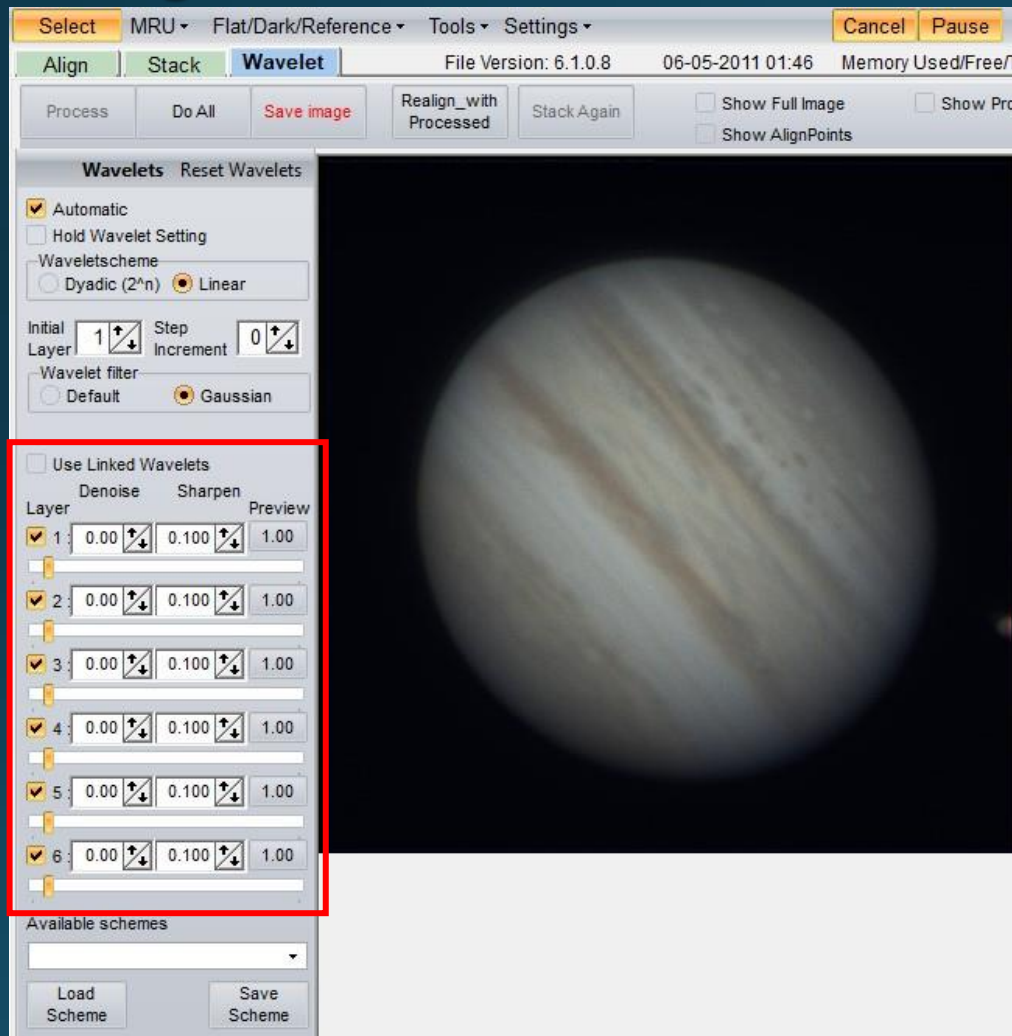 Select MRU Flat/Dark/Reference Tools Settings Cancel Pause
Align Stack Wavelet File Version: 6.1.0.8 06-05-2011 01:46 Memory Used/Free/
Process Do All Save image Realign_with Processed Stack Again Show Full Image Show
Show AlignPoints
Wavelets Reset Wavelets
Automatic
Hold Wavelet Setting
Waveletscheme
Dyadic (2^n) Linear
Initial Layer 1 Step Increment 0
Wavelet filter
Default Gaussian
Use Linked Wavelets
Denoise Sharpen
Layer Preview
1 : 0.00 0.100 1.00
2 : 0.00 0.100 1.00
3 : 0.00 0.100 1.00
4 : 0.00 0.100 1.00
5 : 0.00 0.100 1.00
6 : 0.00 0.100 1.00
Available schemes
Load Scheme Save Scheme